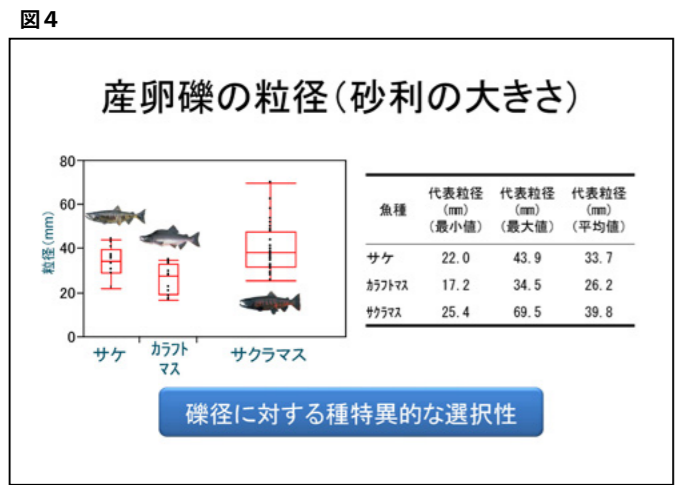 図4
産卵礫の粒径（砂利の大きさ）
粒径(mm)
80
60
40
20
0
サケ
カラフト
マス
サクラマス
魚種
代表粒径
(㎜)
(最小値)
代表粒径
(㎜)
(最大値)
代表粒径
(㎜)
(平均値)
サケ 22.0 43.9 33.7
カラフトマス 17.2 34.5 26.2
サクラマス 25.4 69.5 39.8
礫径に対する種特異的な選択性